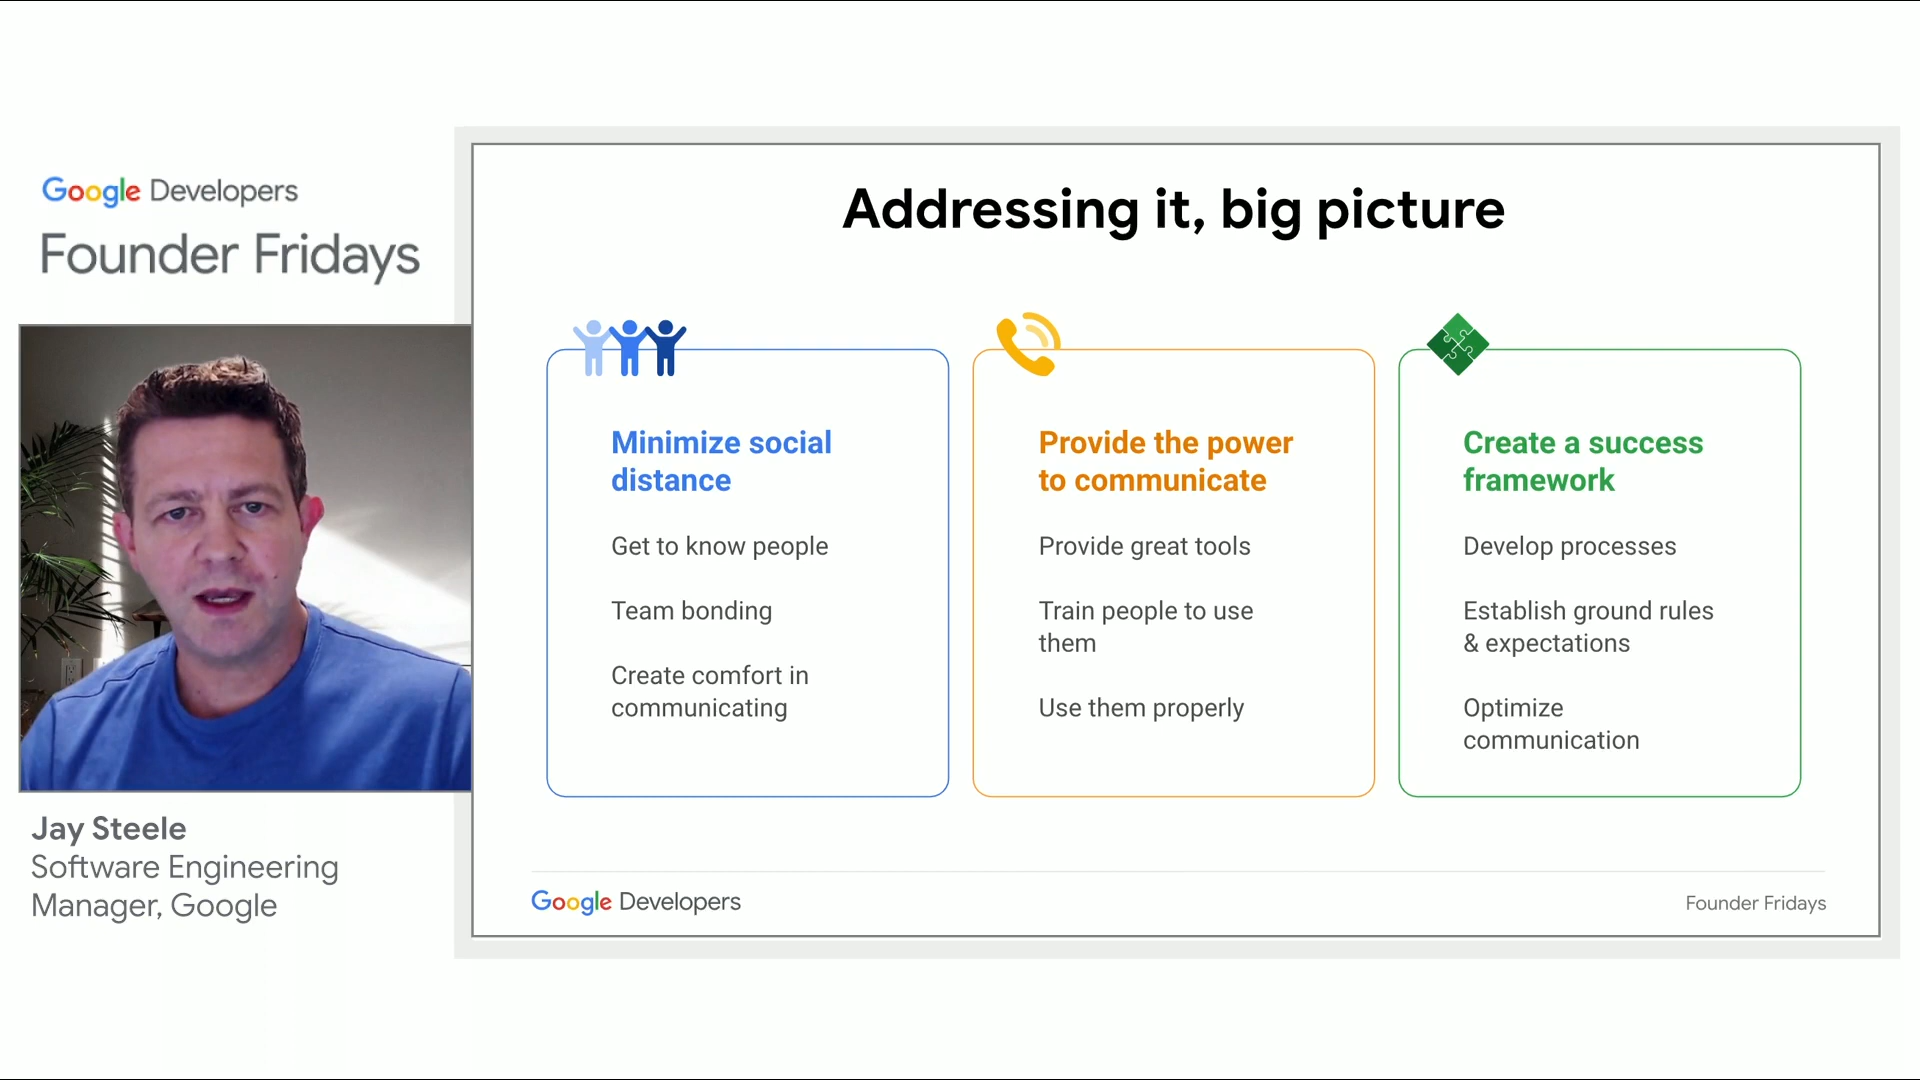 Google Developers
Founder Fridays
Jay Steele
Software Engineering
Manager, Google
Addressing it, big picture
Minimize social
distance
Get to know people
Team bonding
Create comfort in
communicating
Provide the power
to communicate
Provide great tools
Train people to use
them
Use them properly
Create a success
framework
Develop processes
Establish ground rules
& expectations
Optimize
communication
Google Developers
Founder Fridays